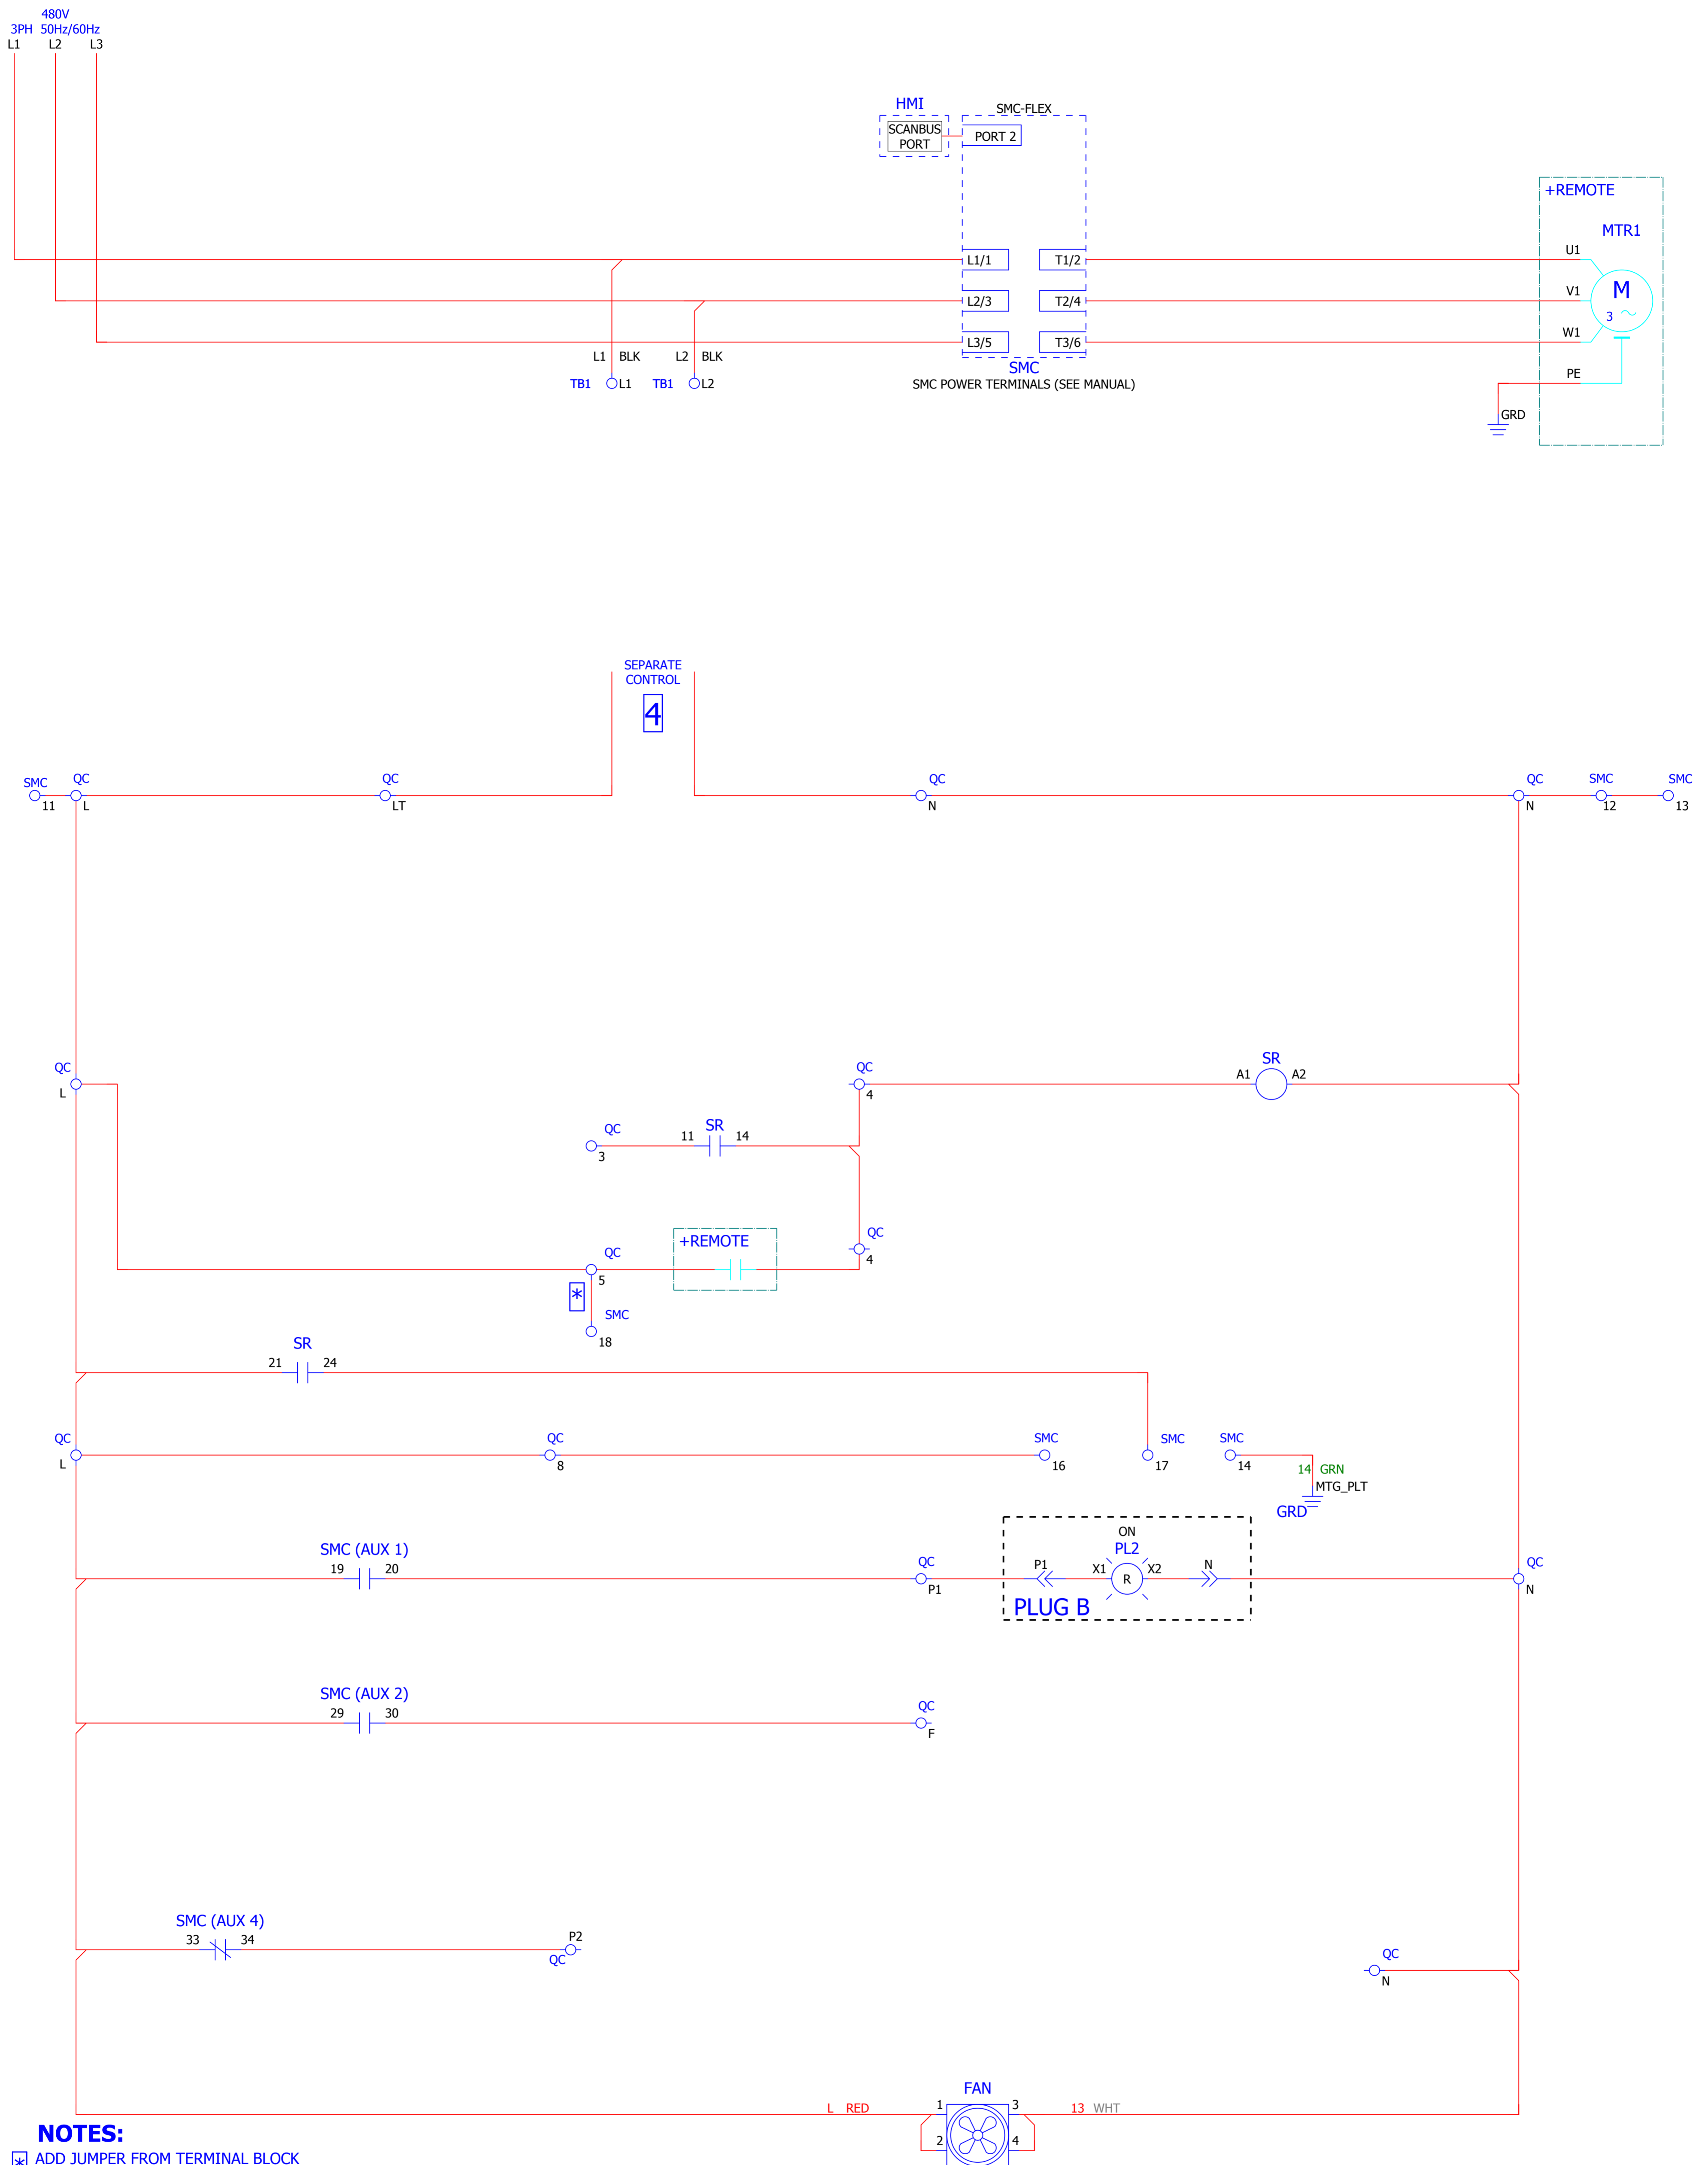 480V
3PH 50Hz/60Hz
L1 L2 L3
HMI
SMC-FLEX
SCANBUS
PORT
PORT 2
+REMOTE
MTR1
U1
L1/1 T1/2
V1
M
3
L2/3 T2/4
W1
L3/5 T3/6
L1 BLK L2 BLK
SMC
PE
TB1 L1 TB1 L2
SMC POWER TERMINALS (SEE MANUAL)
GRD
SEPARATE
CONTROL
4
SMC QC QC QC QC SMC SMC
11 L LT N N 12 13
QC QC SR
A1 A2
L 4
QC SR
11 14
3
QC
+REMOTE
4
QC
5
*
SMC
18
SR
21 24
QC QC SMC SMC SMC
L 8 16 17 14
14 GRN
MTG_PLT
GRD
ON
SMC (AUX 1) PL2
19 20 QC P1 X1 X2 N QC
R
P1 N
PLUG B
SMC (AUX 2)
29 30 QC
F
SMC (AUX 4)
33 34 P2
QC
QC
N
FAN
L RED 1 3 13 WHT
2 4
NOTES:
* ADD JUMPER FROM TERMINAL BLOCK